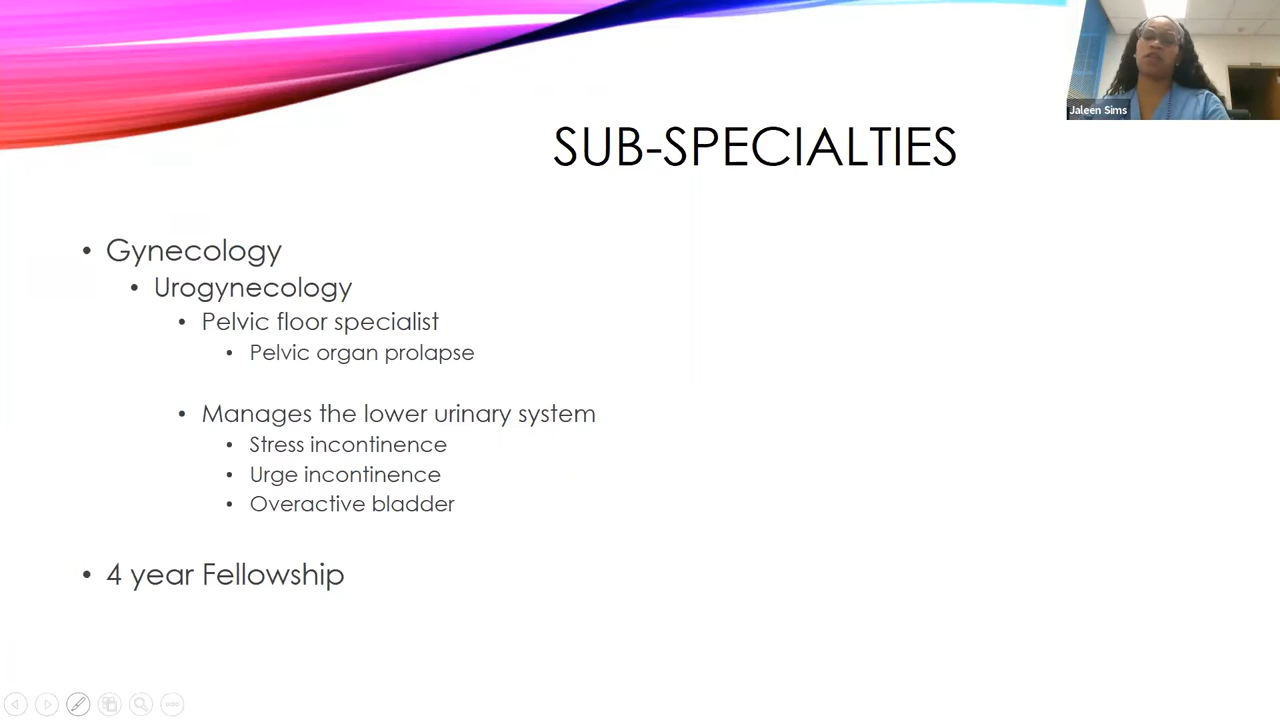 Jaleen Sims
SUB-SPECIALTIES
• Gynecology
• Urogynecology
• Pelvic floor specialist
• Pelvic organ prolapse
• Manages the lower urinary system
• Stress incontinence
• Urge incontinence
• Overactive bladder
• 4 year Fellowship